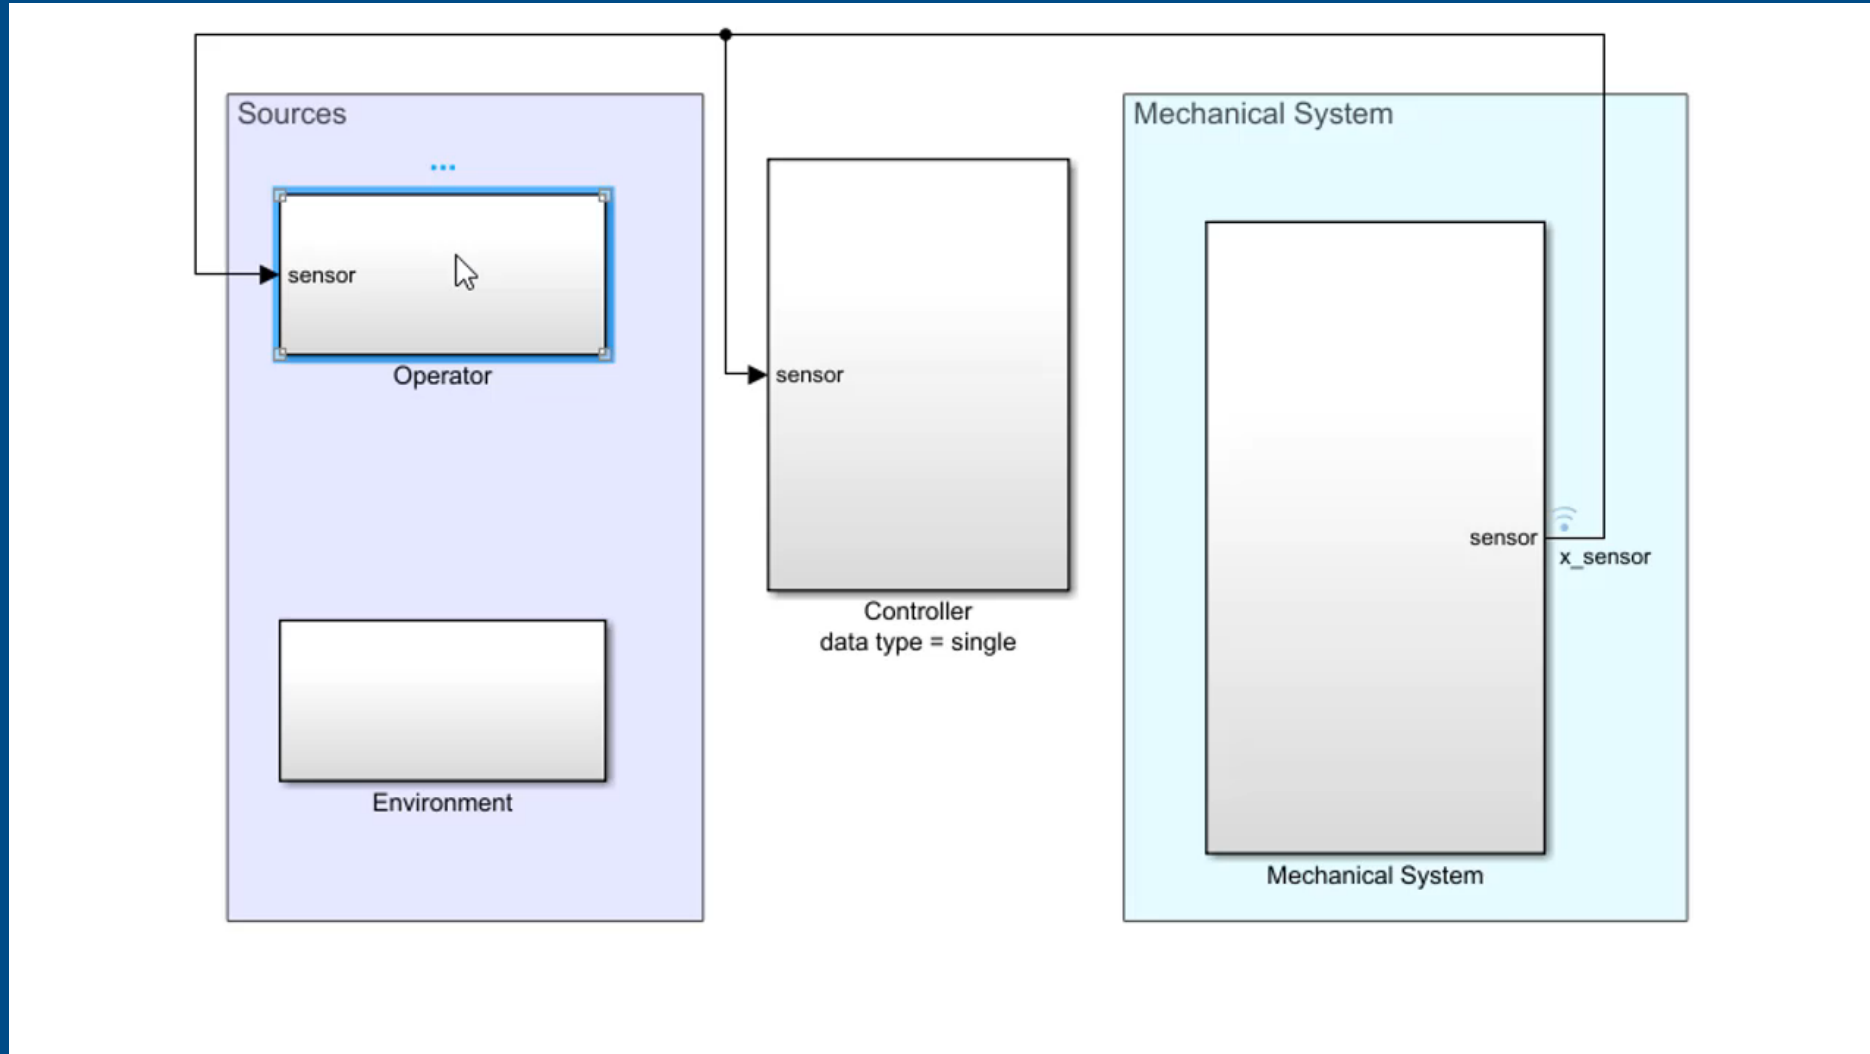 Sources
Mechanical System
sensor
Operator
sensor
Controller
data type = single
sensor
x_sensor
Environment
Mechanical System